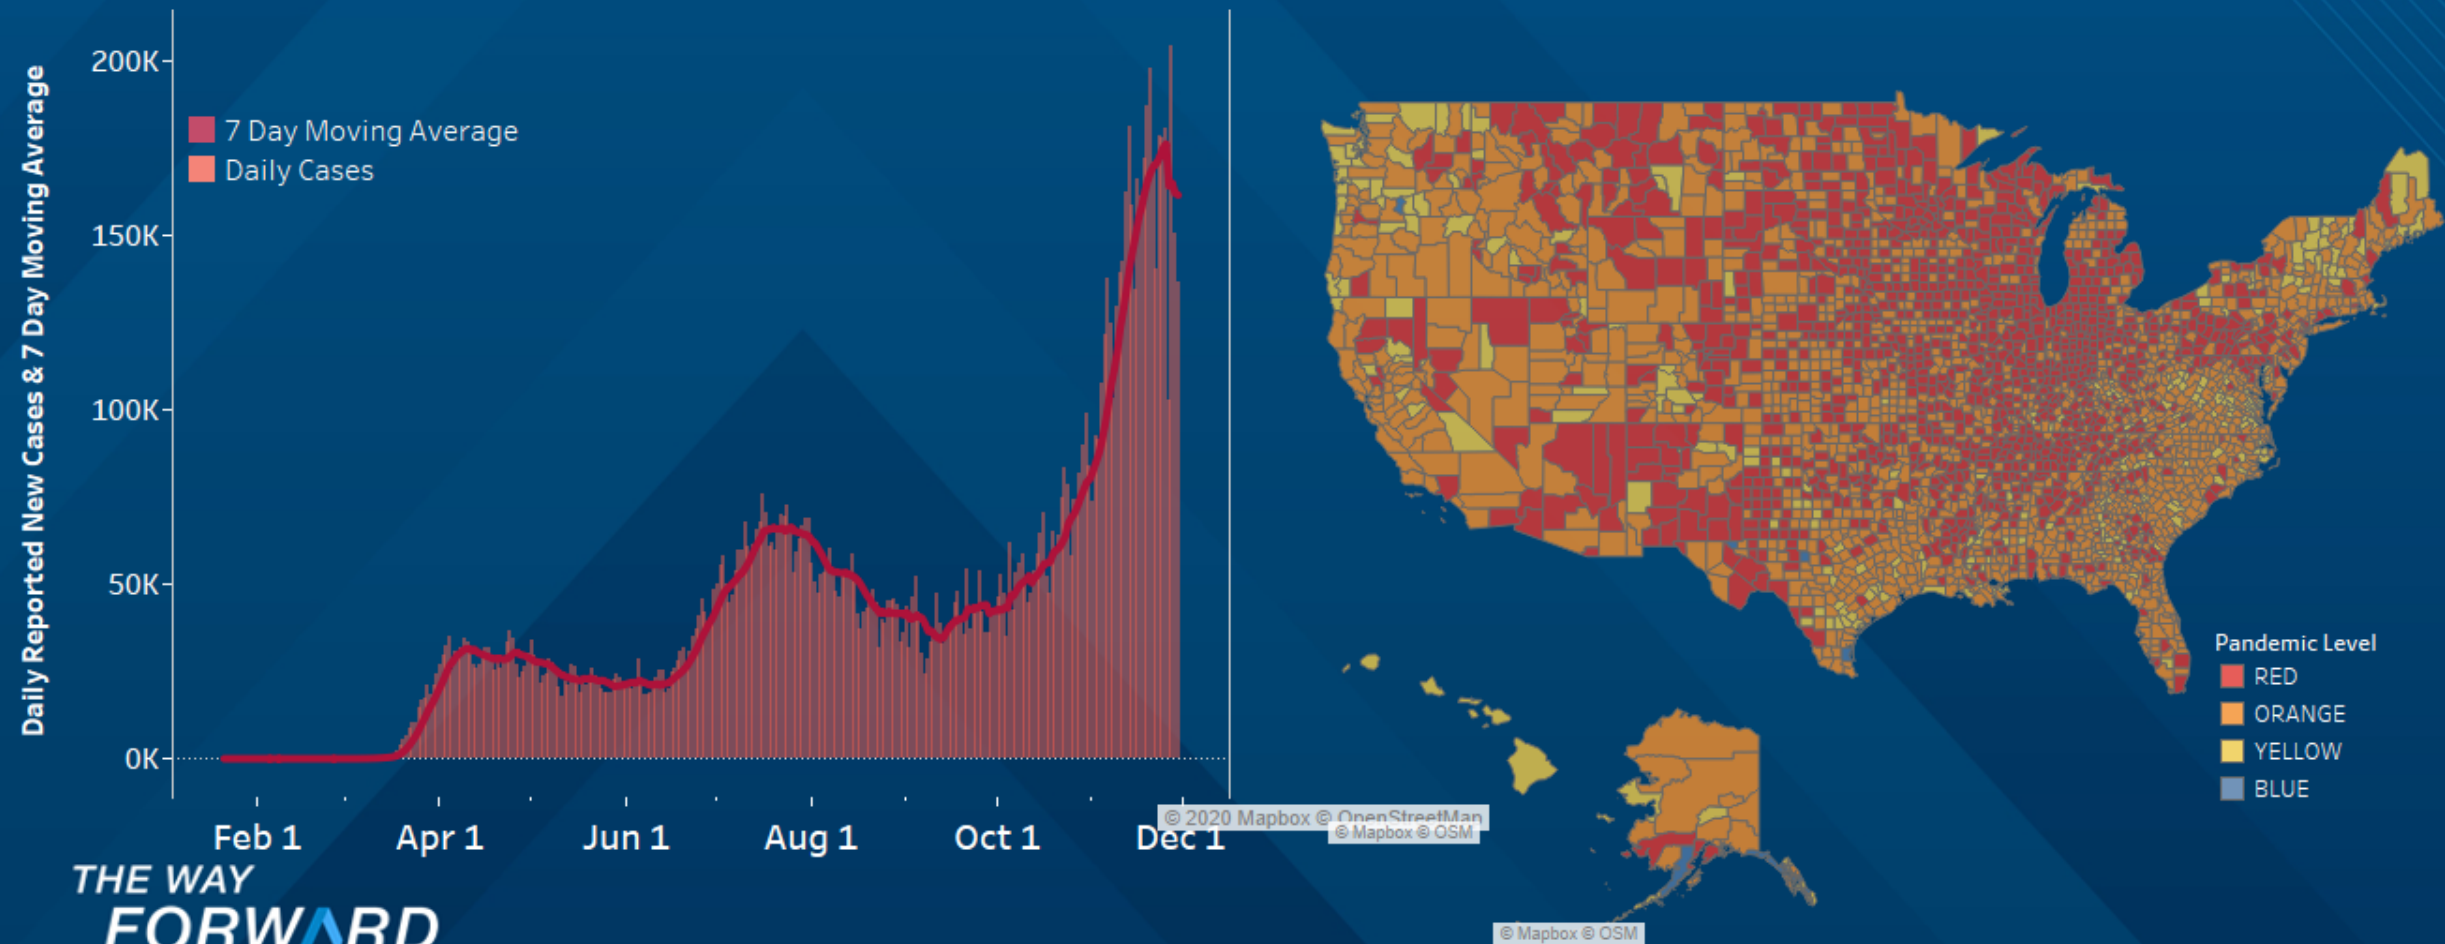 Daily Reported New Cases & 7 Day Moving Average
200K
150K
100K
50K
0K
7 Day Moving Average
Daily Cases
Feb 1
Apr 1
Jun 1
Aug 1
Oct 1
Dec 1
© 2020 Mapbox © OpenStreetMap
© Mapbox © OSM
Pandemic Level
RED
ORANGE
YELLOW
BLUE
© Mapbox © OSM
THE WAY
FORWARD